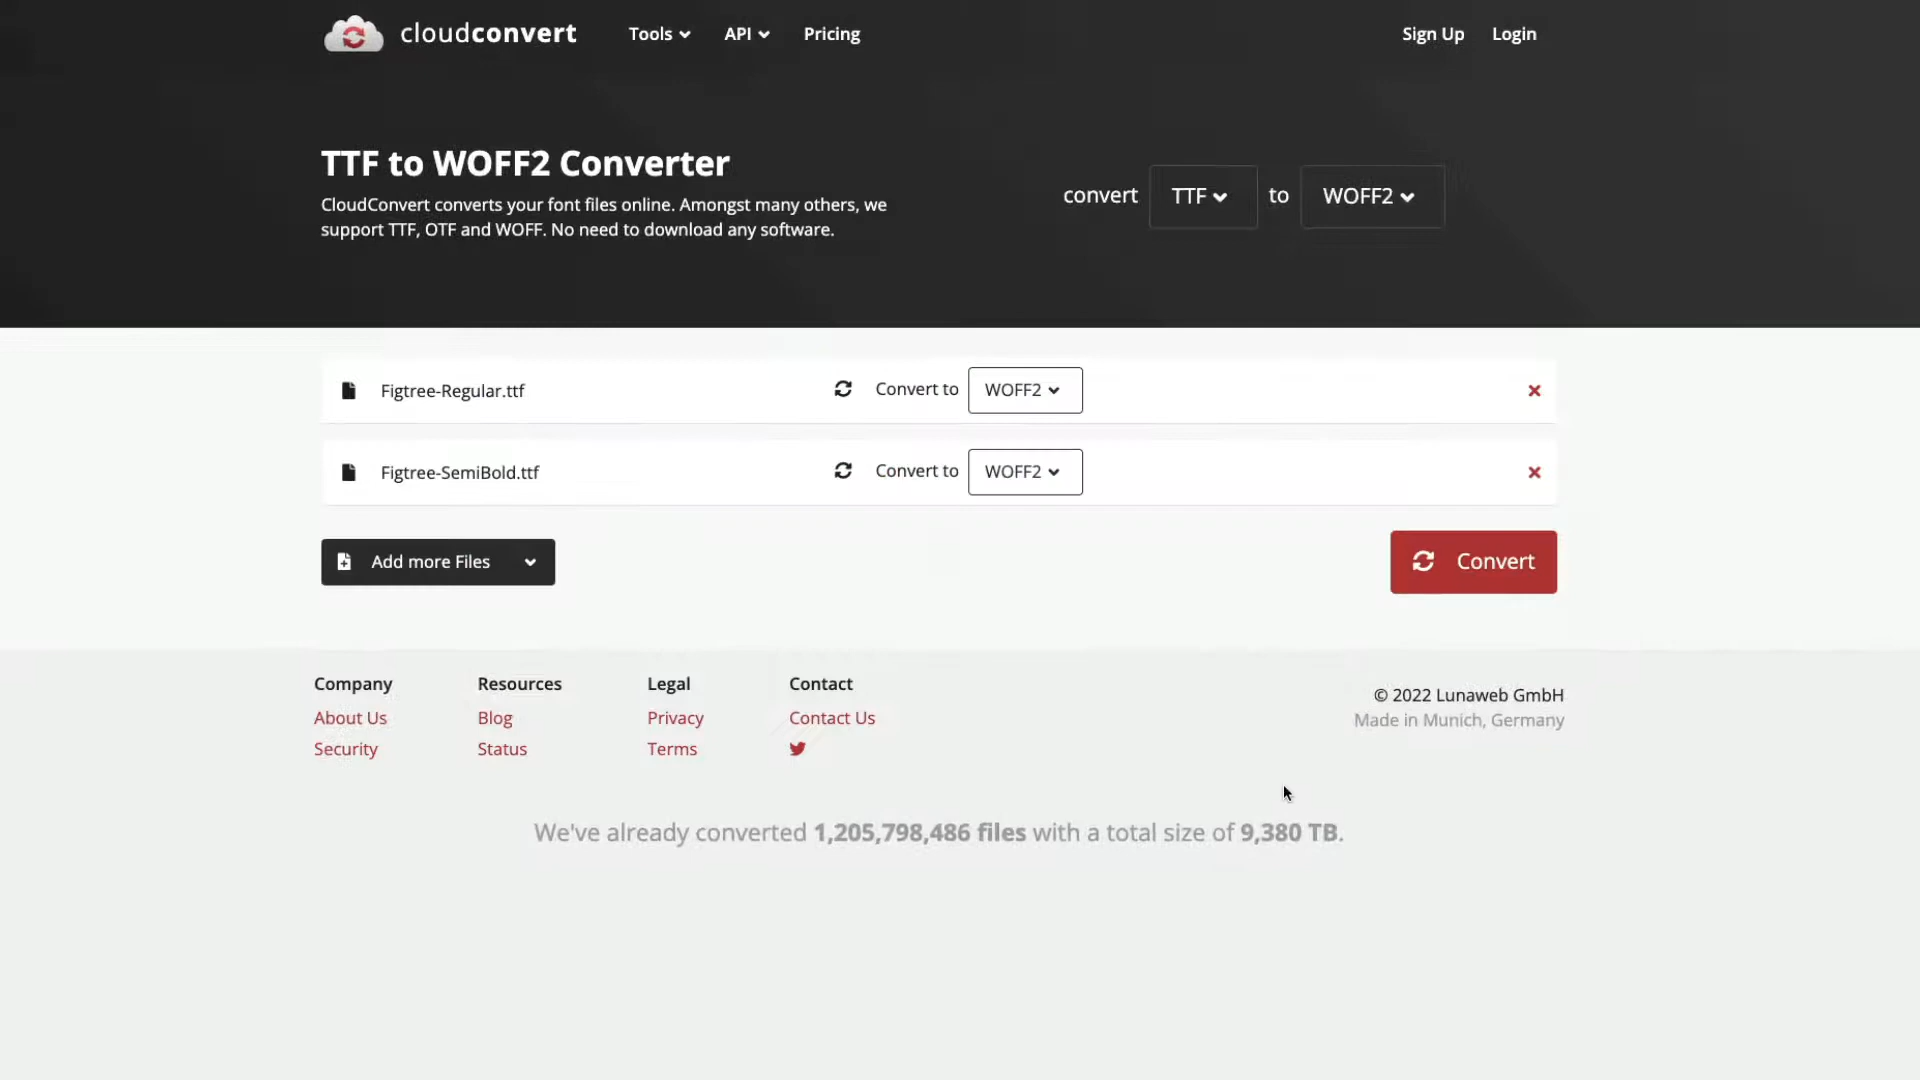 cloudconvert
Tools
API
Pricing
Sign Up
Login
TTF to WOFF2 Converter
CloudConvert converts your font files online. Amongst many others, we
support TTF, OTF and WOFF. No need to download any software.
convert TTF to WOFF2
Figtree-Regular.ttf
Convert to WOFF2
Figtree-SemiBold.ttf
Convert to WOFF2
Add more Files
Convert
Company
About Us
Security
Resources
Blog
Status
Legal
Privacy
Terms
Contact
Contact Us
© 2022 Lunaweb GmbH
Made in Munich, Germany
We've already converted 1,205,798,486 files with a total size of 9,380 TB.